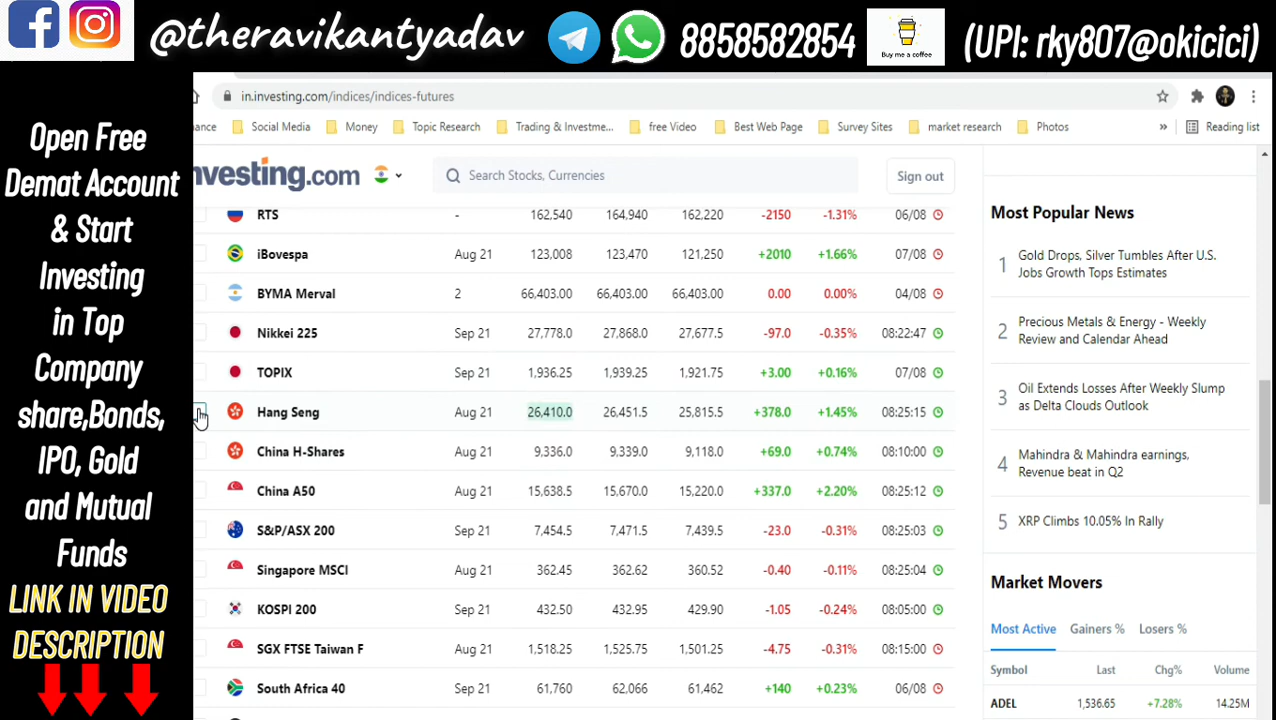 @theravikantyadav 8858582854 Buy me a coffee (UPI: rky807@okicici)
Open Free
Demat Account
& Start
Investing
in Top
Company
share,Bonds,
IPO, Gold
and Mutual
Funds
LINK IN VIDEO
DESCRIPTION
in.investing.com/indices/indices-futures
Social Media Money Topic Research Trading & Investme... free Video Best Web Page Survey Sites market research Photos » Reading list
Search Stocks, Currencies Sign out
RTS - 162,540 164,940 162,220 -2150 -1.31% 06/08
iBovespa Aug 21 123,008 123,470 121,250 +2010 +1.66% 07/08
BYMA Merval 2 66,403.00 66,403.00 66,403.00 0.00 0.00% 04/08
Nikkei 225 Sep 21 27,778.0 27,868.0 27,677.5 -97.0 -0.35% 08:22:47
TOPIX Sep 21 1,936.25 1,939.25 1,921.75 +3.00 +0.16% 07/08
Hang Seng Aug 21 26,410.0 26,451.5 25,815.5 +378.0 +1.45% 08:25:15
China H-Shares Aug 21 9,336.0 9,339.0 9,118.0 +69.0 +0.74% 08:10:00
China A50 Aug 21 15,638.5 15,670.0 15,220.0 +337.0 +2.20% 08:25:12
S&P/ASX 200 Sep 21 7,454.5 7,471.5 7,439.5 -23.0 -0.31% 08:25:03
Singapore MSCI Aug 21 362.45 362.62 360.52 -0.40 -0.11% 08:25:04
KOSPI 200 Sep 21 432.50 432.95 429.90 -1.05 -0.24% 08:05:00
SGX FTSE Taiwan F Aug 21 1,518.25 1,525.75 1,501.25 -4.75 -0.31% 08:15:00
South Africa 40 Sep 21 61,760 62,066 61,462 +140 +0.23% 06/08
Most Popular News
1 Gold Drops, Silver Tumbles After U.S.
Jobs Growth Tops Estimates
2 Precious Metals & Energy - Weekly
Review and Calendar Ahead
3 Oil Extends Losses After Weekly Slump
as Delta Clouds Outlook
4 Mahindra & Mahindra earnings,
Revenue beat in Q2
5 XRP Climbs 10.05% In Rally
Market Movers
Most Active Gainers % Losers %
Symbol Last Chg% Volume
ADEL 1,536.65 +7.28% 14.25M